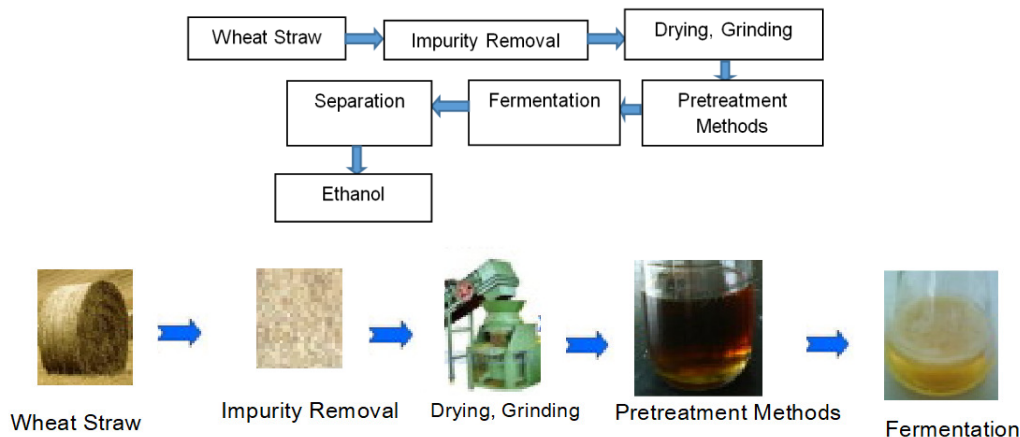 Wheat Straw
Impurity Removal
Drying, Grinding
Separation
Fermentation
Pretreatment
Methods
Ethanol
Wheat Straw
Impurity Removal
Drying, Grinding
Pretreatment Methods
Fermentation